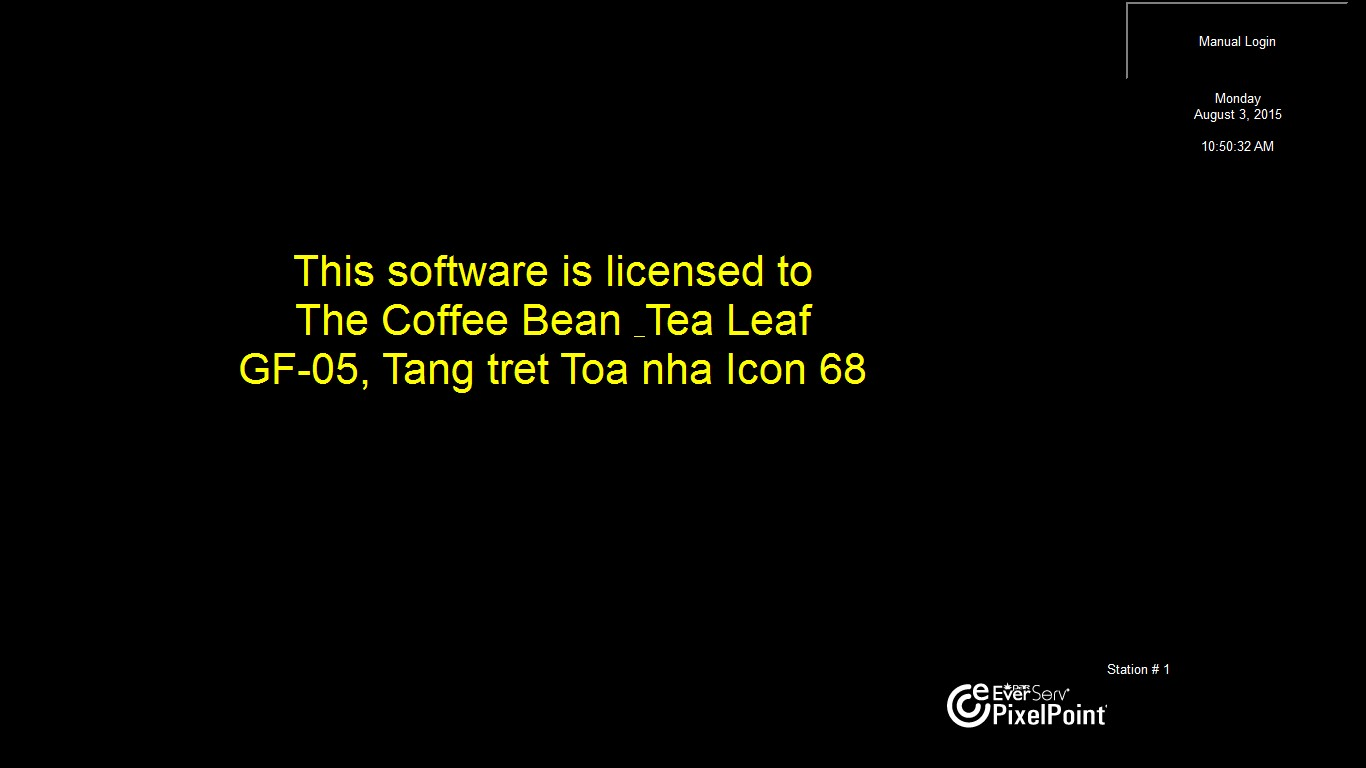 Manual Login
Monday
August 3, 2015
10:50:32 AM
This software is licensed to
The Coffee Bean _Tea Leaf
GF-05, Tang tret Toa nha Icon 68
Station # 1
par
EverServ
PixelPoint